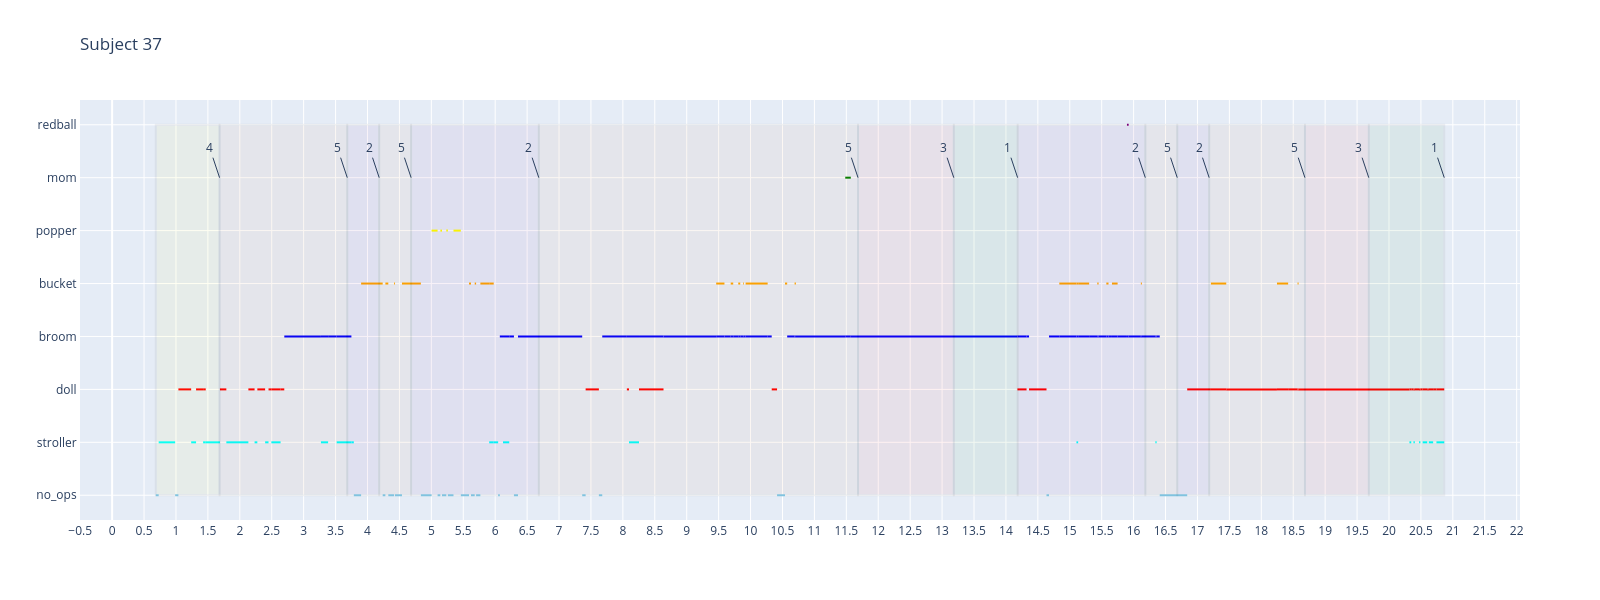 Subject 37
redball
4 5 2 5 2 5 3 1 2 5 2 5 3 1
mom
popper
bucket
broom
doll
stroller
no_ops
−0.5 0 0.5 1 1.5 2 2.5 3 3.5 4 4.5 5 5.5 6 6.5 7 7.5 8 8.5 9 9.5 10 10.5 11 11.5 12 12.5 13 13.5 14 14.5 15 15.5 16 16.5 17 17.5 18 18.5 19 19.5 20 20.5 21 21.5 22